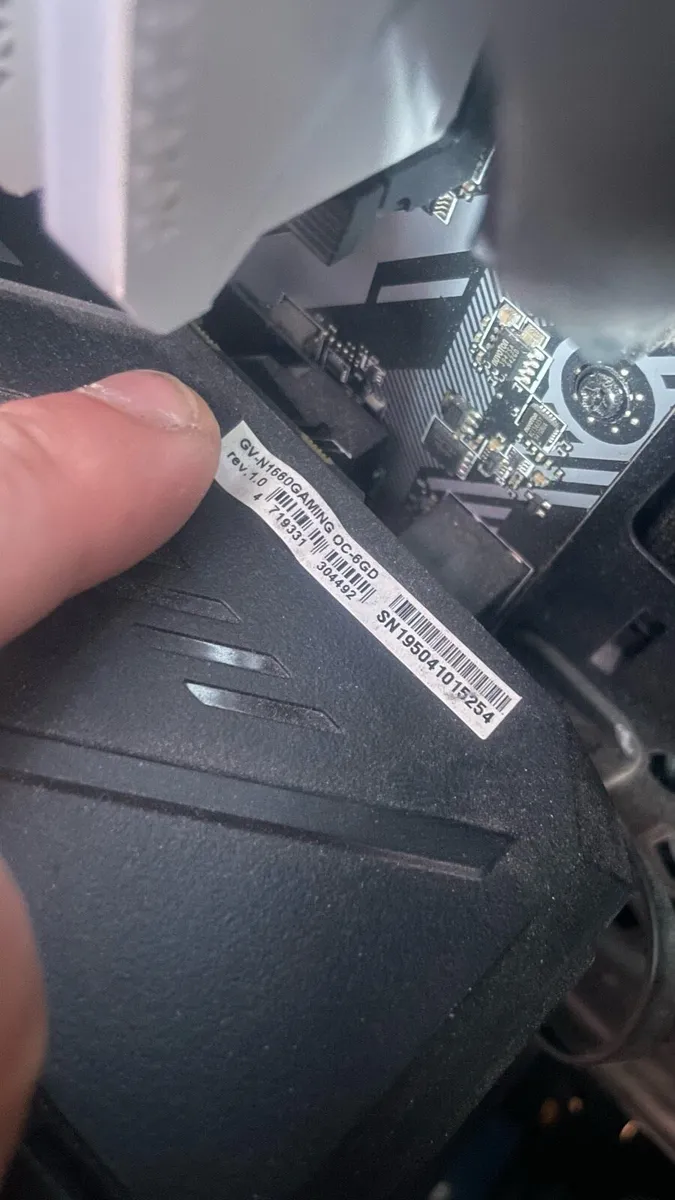 GV-N1660GAMING OC-6GD
rev. 1.0
4 719331 304492
SN195041015254